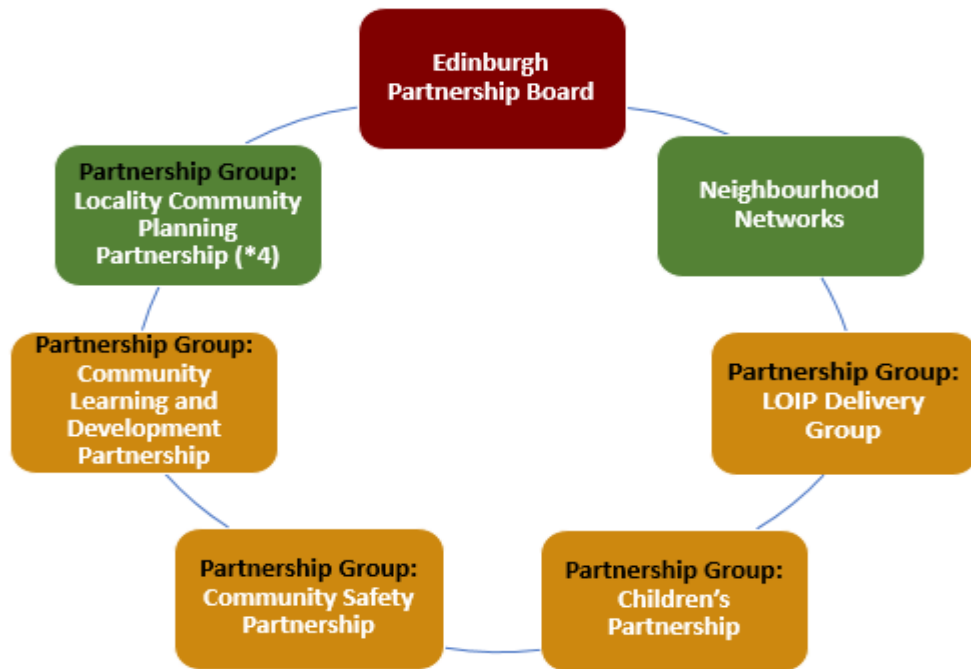 Edinburgh
Partnership Board
Partnership Group:
Locality Community
Planning
Partnership (*4)
Neighbourhood
Networks
Partnership Group:
Community
Learning and
Development
Partnership
Partnership Group:
LOIP Delivery
Group
Partnership Group:
Community Safety
Partnership
Partnership Group:
Children’s
Partnership